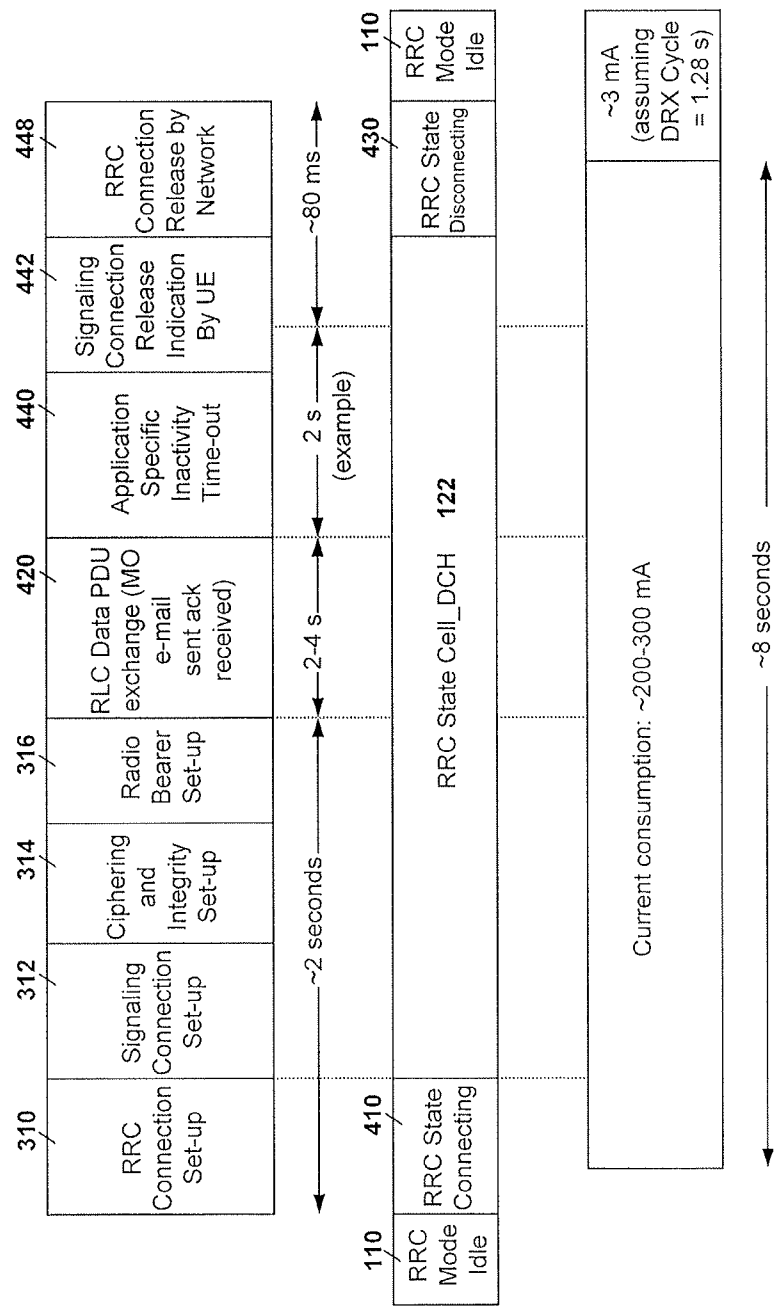 310
RRC
Connection
Set-up
312
Signaling
Connection
Set-up
314
Ciphering
and
Integrity
Set-up
316
Radio
Bearer
Set-up
420
RLC Data PDU
exchange (MO
e-mail
sent ack
received)
440
Application
Specific
Inactivity
Time-out
442
Signaling
Connection
Release
Indication
By UE
448
RRC
Connection
Release by
Network
~2 seconds
2-4 s
2 s
(example)
~80 ms
110
RRC
Mode
Idle
410
RRC State
Connecting
RRC State Cell_DCH 122
430
RRC State
Disconnecting
110
RRC
Mode
Idle
Current consumption: ~200-300 mA
~3 mA
(assuming
DRX Cycle
= 1.28 s)
~8 seconds